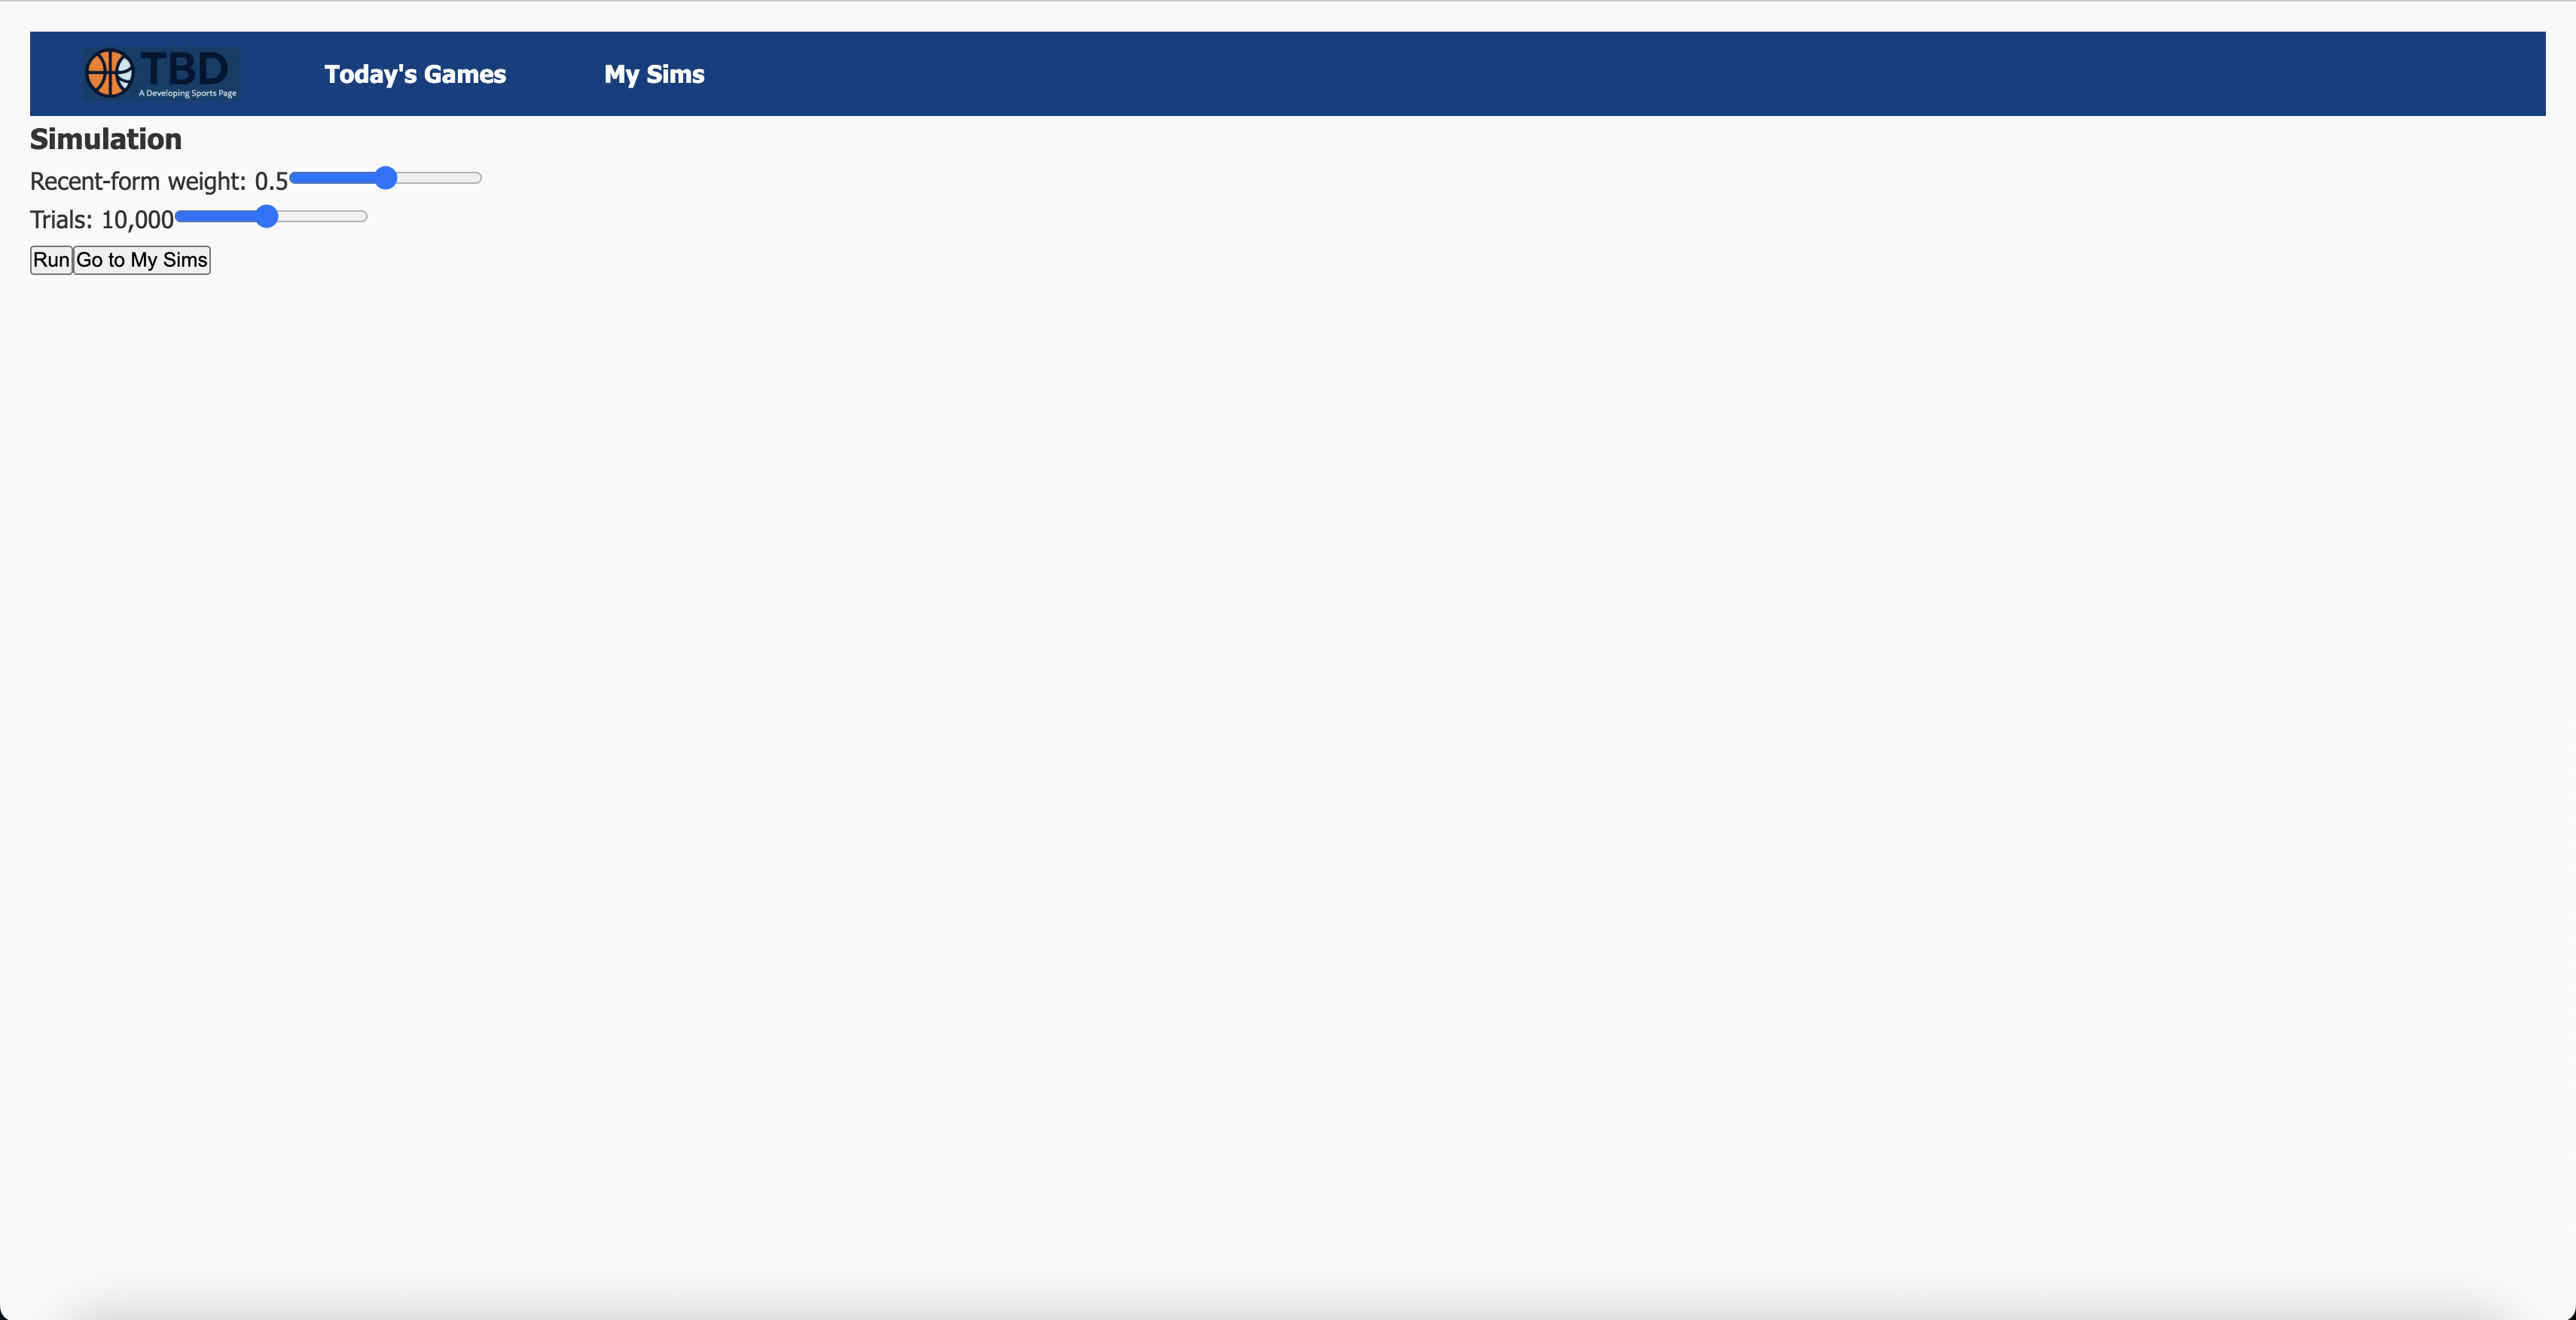 TBD
A Developing Sports Page
Today's Games
My Sims
Simulation
Recent-form weight: 0.5
Trials: 10,000
Run
Go to My Sims